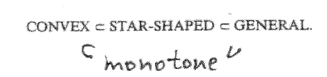 CONVEX ⊂ STAR-SHAPED ⊂ GENERAL.
⊂ monotone ⊂